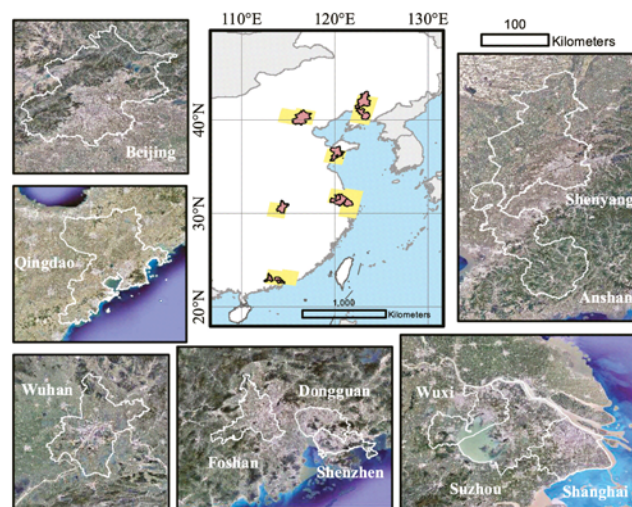 110°E 120°E 130°E
100
Kilometers
Beijing
40°N
30°N
20°N
1,000
Kilometers
Qingdao
Shenyang
Anshan
Wuhan
Dongguan
Foshan
Shenzhen
Wuxi
Suzhou
Shanghai